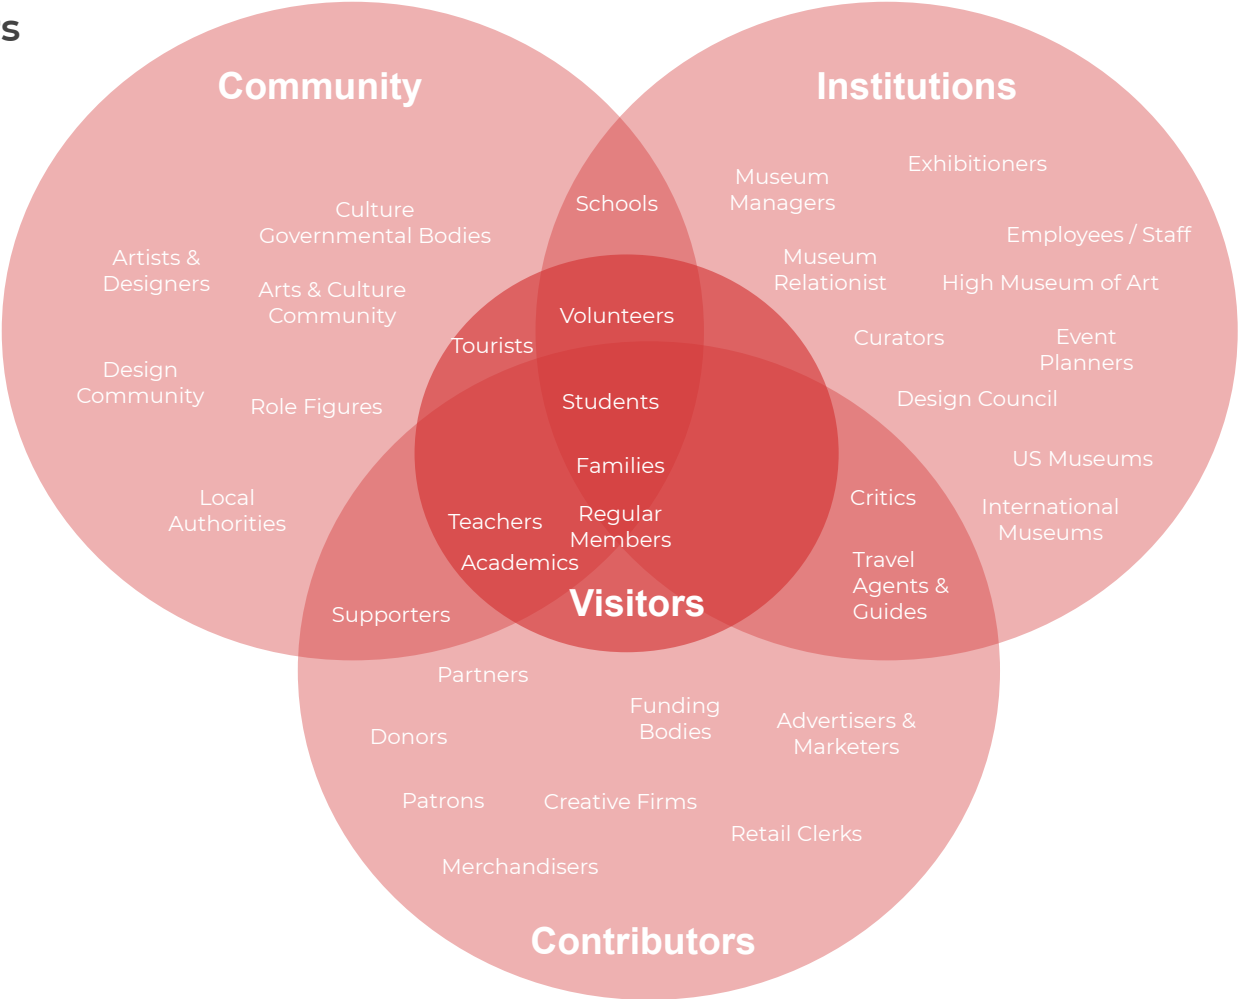 s
Community
Institutions
Culture
Governmental Bodies
Artists &
Designers
Arts & Culture
Community
Design
Community
Role Figures
Local
Authorities
Schools
Museum
Managers
Exhibitioners
Employees / Staff
Museum
Relationist
High Museum of Art
Curators
Event
Planners
Design Council
US Museums
International
Museums
Volunteers
Tourists
Students
Families
Teachers
Regular
Members
Academics
Visitors
Critics
Travel
Agents &
Guides
Supporters
Partners
Funding
Bodies
Advertisers &
Marketers
Donors
Patrons
Creative Firms
Retail Clerks
Merchandisers
Contributors